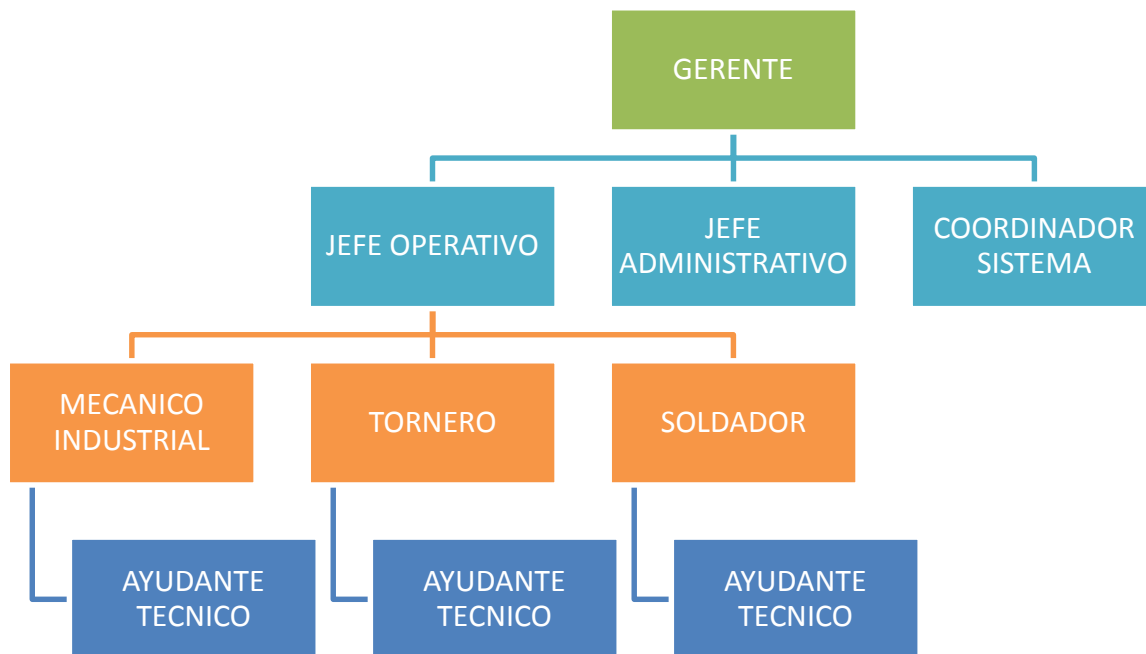 GERENTE
JEFE OPERATIVO
JEFE
ADMINISTRATIVO
COORDINADOR
SISTEMA
MECANICO
INDUSTRIAL
TORNERO
SOLDADOR
AYUDANTE
TECNICO
AYUDANTE
TECNICO
AYUDANTE
TECNICO